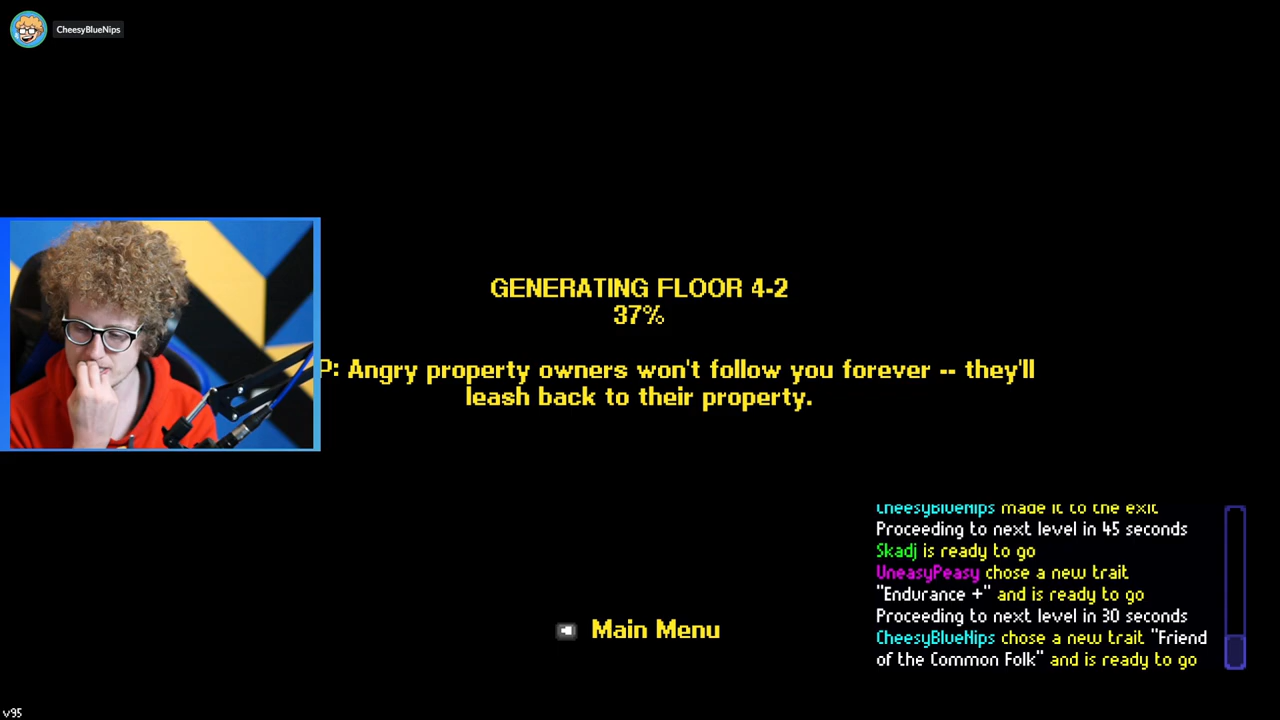 CheesyBlueNips
GENERATING FLOOR 4-2
37%
P: Angry property owners won't follow you forever -- they'll
leash back to their property.
CheesyBlueNips made it to the exit
Proceeding to next level in 45 seconds
Skadj is ready to go
UneasyPeasy chose a new trait
"Endurance +" and is ready to go
Proceeding to next level in 30 seconds
CheesyBlueNips chose a new trait "Friend
of the Common Folk" and is ready to go
Main Menu
v95